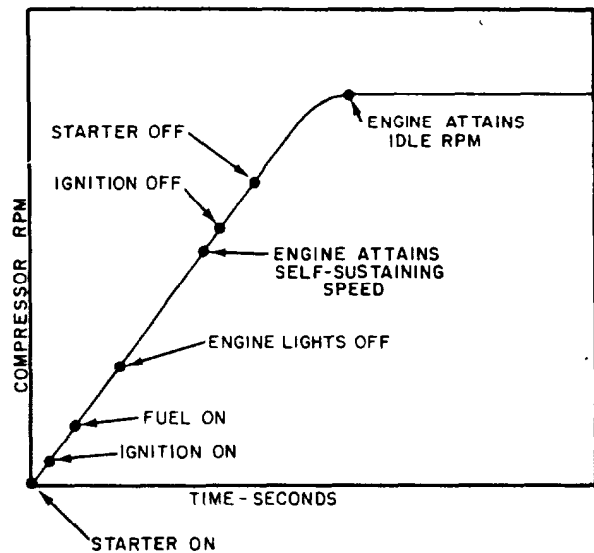 ENGINE ATTAINS
IDLE RPM
STARTER OFF
IGNITION OFF
ENGINE ATTAINS
SELF-SUSTAINING
SPEED
COMPRESSOR RPM
ENGINE LIGHTS OFF
FUEL ON
IGNITION ON
TIME-SECONDS
STARTER ON